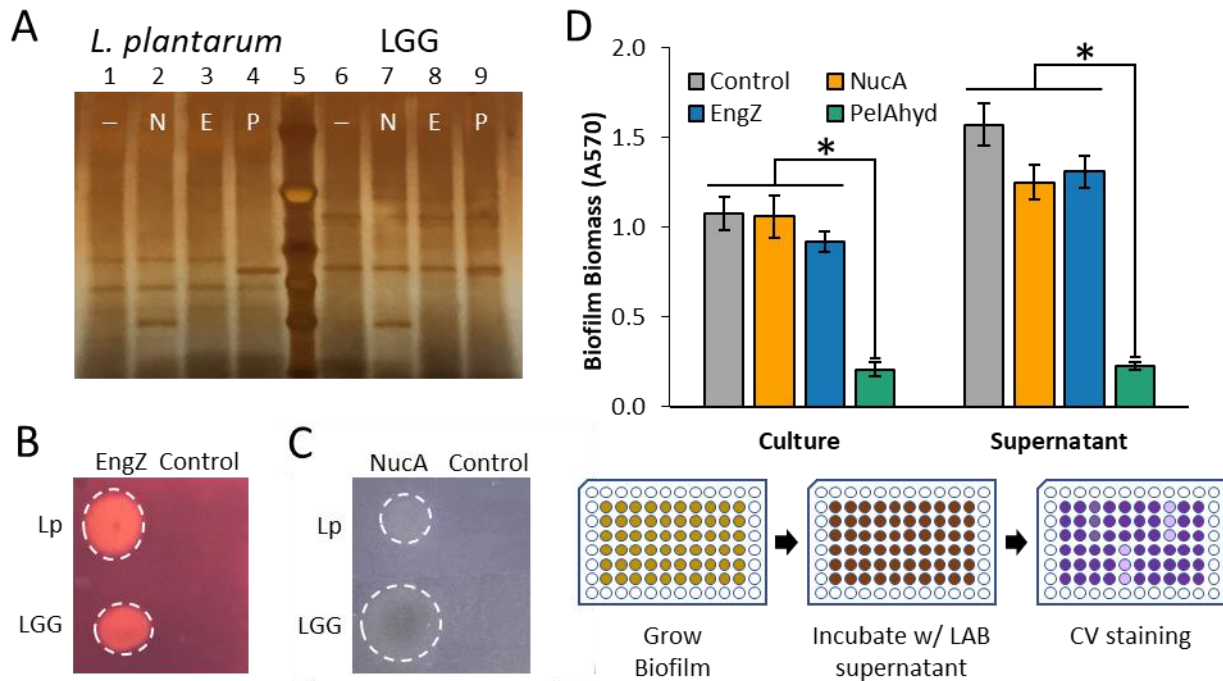 A
L. plantarum LGG
1 2 3 4 5 6 7 8 9
– N E P – N E P
B
EngZ Control
Lp
LGG
C
NucA Control
Lp
LGG
D
Biofilm Biomass (A570)
2.0
1.5
1.0
0.5
0.0
Control NucA
EngZ PelAhyd
*
*
Culture Supernatant
Grow
Biofilm
Incubate w/ LAB
supernatant
CV staining